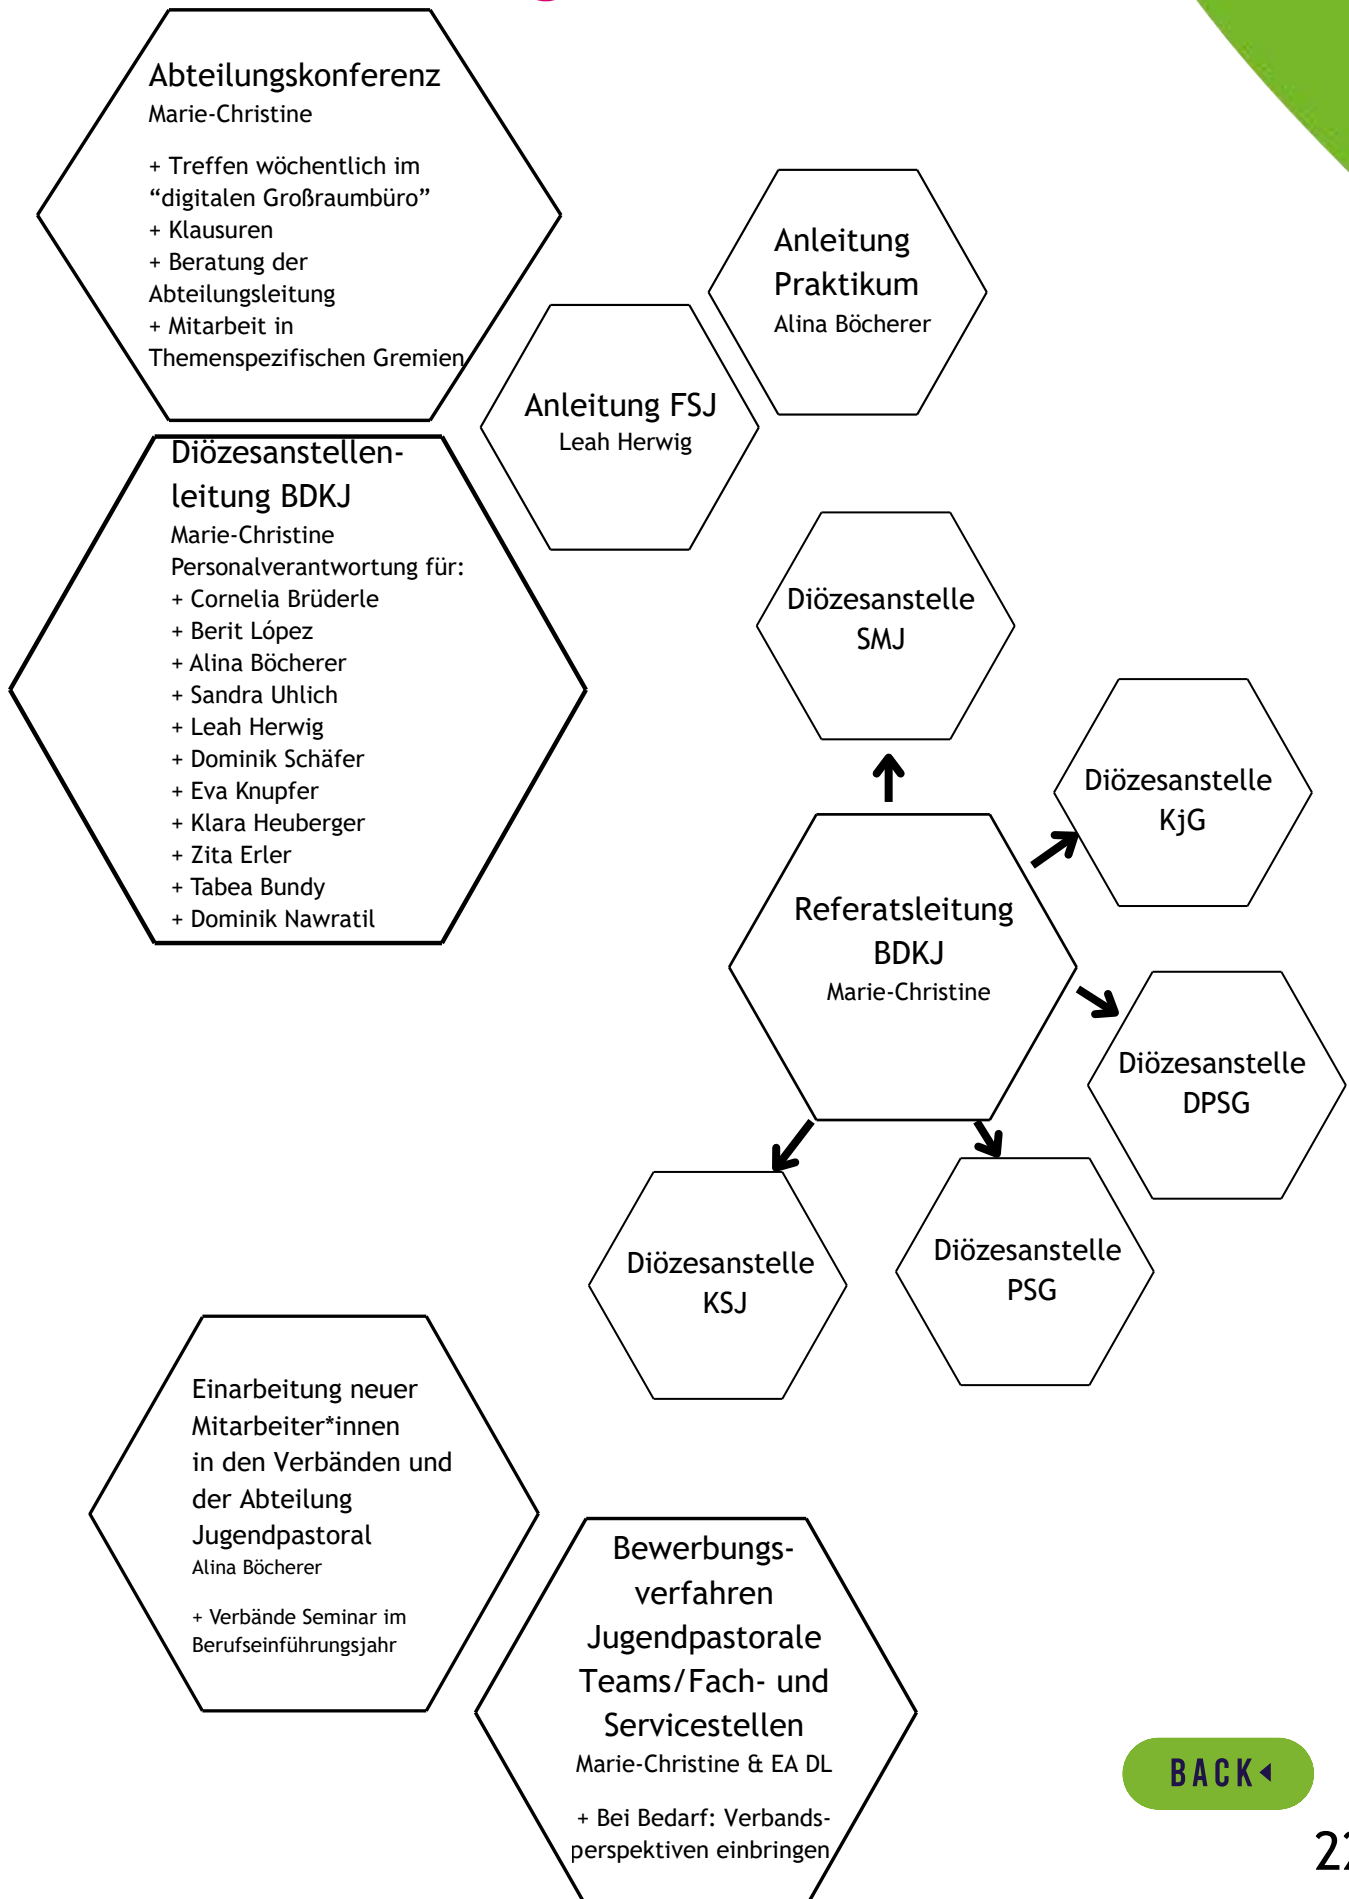 Abteilungskonferenz
Marie-Christine
+ Treffen wöchentlich im
“digitalen Großraumbüro”
+ Klausuren
+ Beratung der
Abteilungsleitung
+ Mitarbeit in
Themenspezifischen Gremien
Anleitung
Praktikum
Alina Böcherer
Anleitung FSJ
Leah Herwig
Diözesanstellen-
leitung BDKJ
Marie-Christine
Personalverantwortung für:
+ Cornelia Brüderle
+ Berit López
+ Alina Böcherer
+ Sandra Uhlich
+ Leah Herwig
+ Dominik Schäfer
+ Eva Knupfer
+ Klara Heuberger
+ Zita Erler
+ Tabea Bundy
+ Dominik Nawratil
Diözesanstelle
SMJ
Diözesanstelle
KjG
Referatsleitung
BDKJ
Marie-Christine
Diözesanstelle
DPSG
Diözesanstelle
PSG
Diözesanstelle
KSJ
Einarbeitung neuer
Mitarbeiter*innen
in den Verbänden und
der Abteilung
Jugendpastoral
Alina Böcherer
+ Verbände Seminar im
Berufseinführungsjahr
Bewerbungs-
verfahren
Jugendpastorale
Teams/Fach- und
Servicestellen
Marie-Christine & EA DL
+ Bei Bedarf: Verbands-
perspektiven einbringen
BACK
22